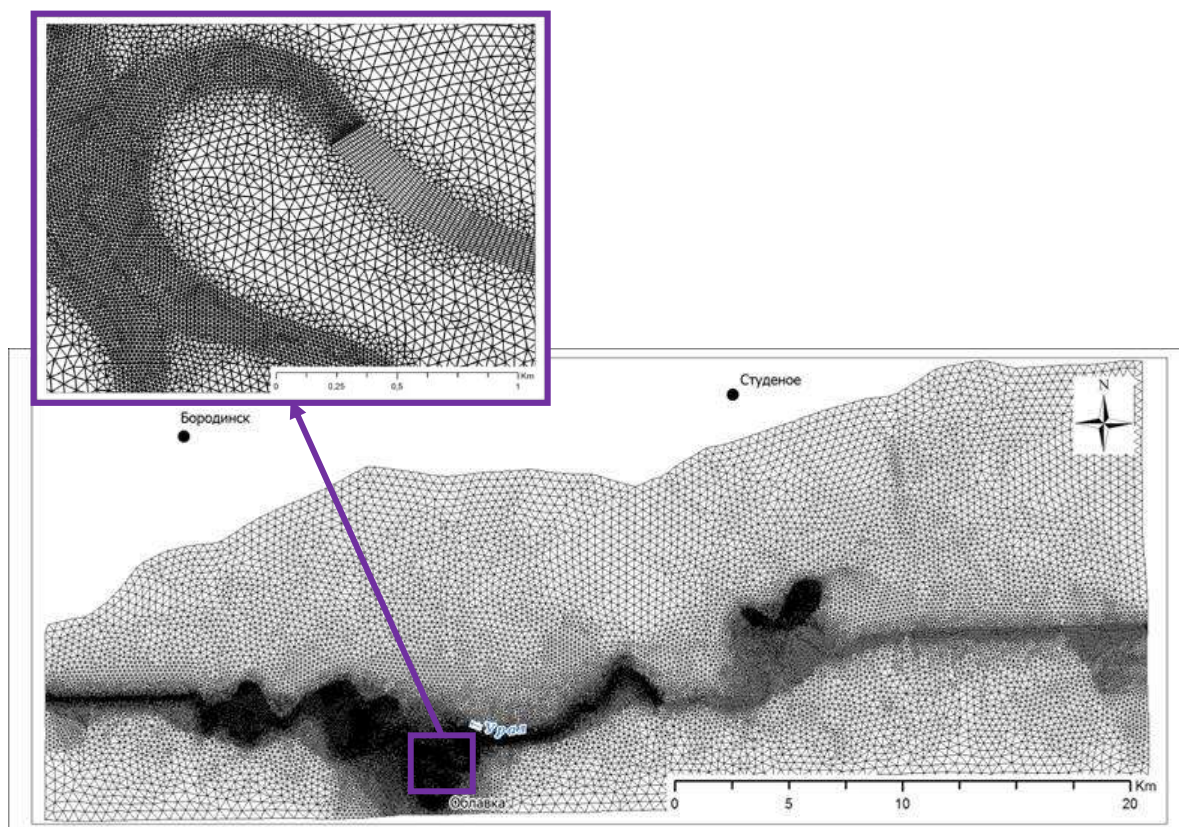 0 0,25 0,5 1 Km
Бородинск
Студеное
N
Урал
Облавка
0 5 10 20 Km